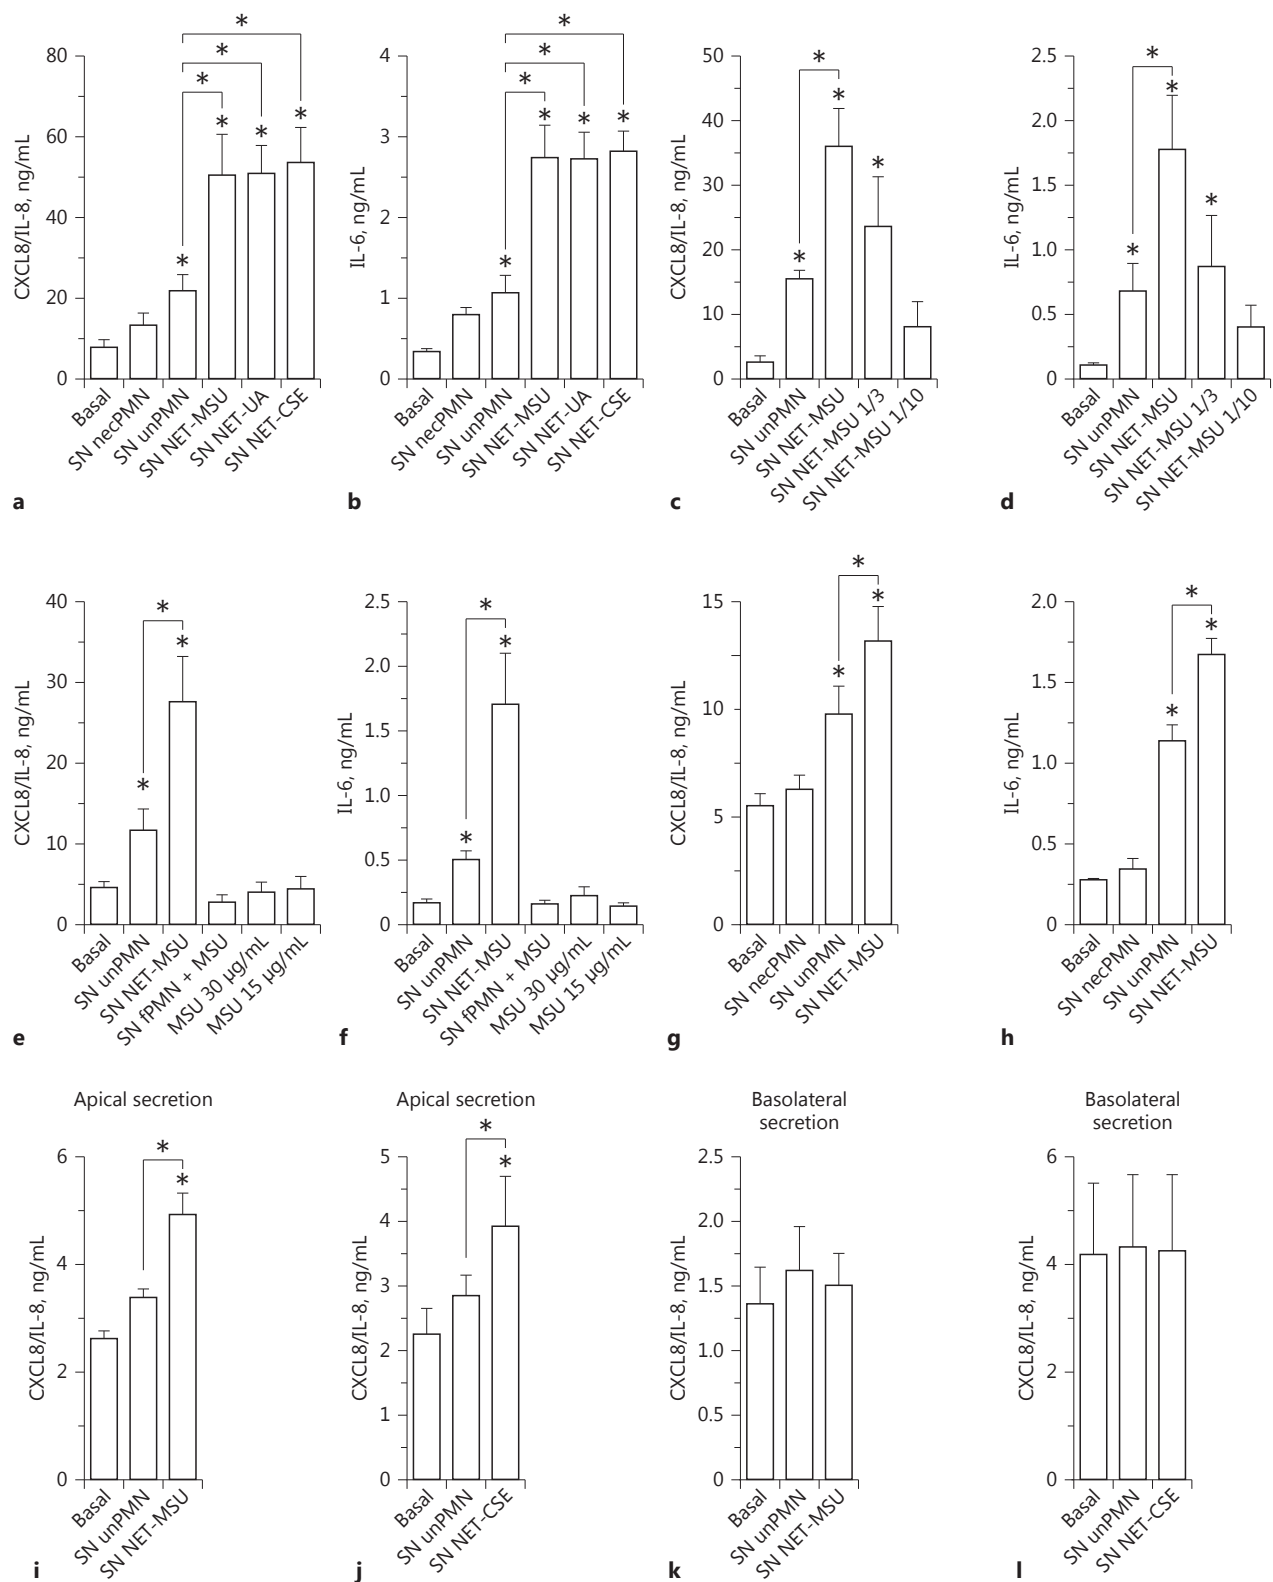 80
60
40
20
0
CXCL8/IL-8, ng/mL
*
*
*
*
*
*
*
Basal
SN necPMN
SN unPMN
SN NET-MSU
SN NET-UA
SN NET-CSE
a
4
3
2
1
0
IL-6, ng/mL
*
*
*
*
*
*
*
Basal
SN necPMN
SN unPMN
SN NET-MSU
SN NET-UA
SN NET-CSE
b
50
40
30
20
10
0
CXCL8/IL-8, ng/mL
*
*
*
*
Basal
SN unPMN
SN NET-MSU
SN NET-MSU 1/3
SN NET-MSU 1/10
c
2.5
2.0
1.5
1.0
0.5
0
IL-6, ng/mL
*
*
*
*
Basal
SN unPMN
SN NET-MSU
SN NET-MSU 1/3
SN NET-MSU 1/10
d
40
30
20
10
0
CXCL8/IL-8, ng/mL
*
*
*
Basal
SN unPMN
SN NET-MSU
SN fPMN + MSU
MSU 30 μg/mL
MSU 15 μg/mL
e
2.5
2.0
1.5
1.0
0.5
0
IL-6, ng/mL
*
*
*
Basal
SN unPMN
SN NET-MSU
SN fPMN + MSU
MSU 30 μg/mL
MSU 15 μg/mL
f
15
10
5
0
CXCL8/IL-8, ng/mL
*
*
*
Basal
SN necPMN
SN unPMN
SN NET-MSU
g
2.0
1.5
1.0
0.5
0
IL-6, ng/mL
*
*
*
Basal
SN necPMN
SN unPMN
SN NET-MSU
h
Apical secretion
6
4
2
0
CXCL8/IL-8, ng/mL
*
*
Basal
SN unPMN
SN NET-MSU
i
Apical secretion
5
4
3
2
1
0
CXCL8/IL-8, ng/mL
*
*
Basal
SN unPMN
SN NET-CSE
j
Basolateral
secretion
2.5
2.0
1.5
1.0
0.5
0
CXCL8/IL-8, ng/mL
Basal
SN unPMN
SN NET-MSU
k
Basolateral
secretion
6
4
2
0
CXCL8/IL-8, ng/mL
Basal
SN unPMN
SN NET-CSE
l